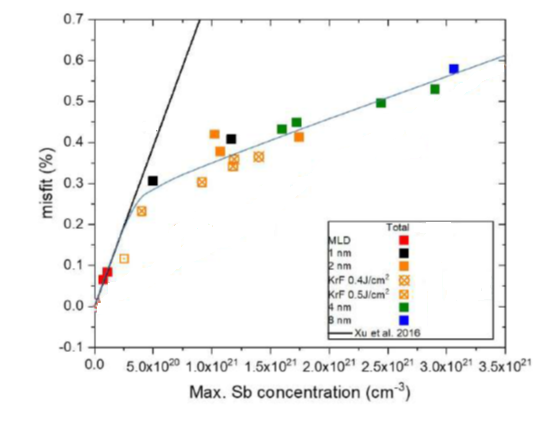 0.7
0.6
0.5
0.4
0.3
0.2
0.1
0.0
-0.1
misfit (%)
Total
MLD
1 nm
2 nm
KrF 0.4J/cm²
KrF 0.5J/cm²
4 nm
8 nm
Xu et al. 2016
0.0 5.0x10²⁰ 1.0x10²¹ 1.5x10²¹ 2.0x10²¹ 2.5x10²¹ 3.0x10²¹ 3.5x10²¹
Max. Sb concentration (cm⁻³)